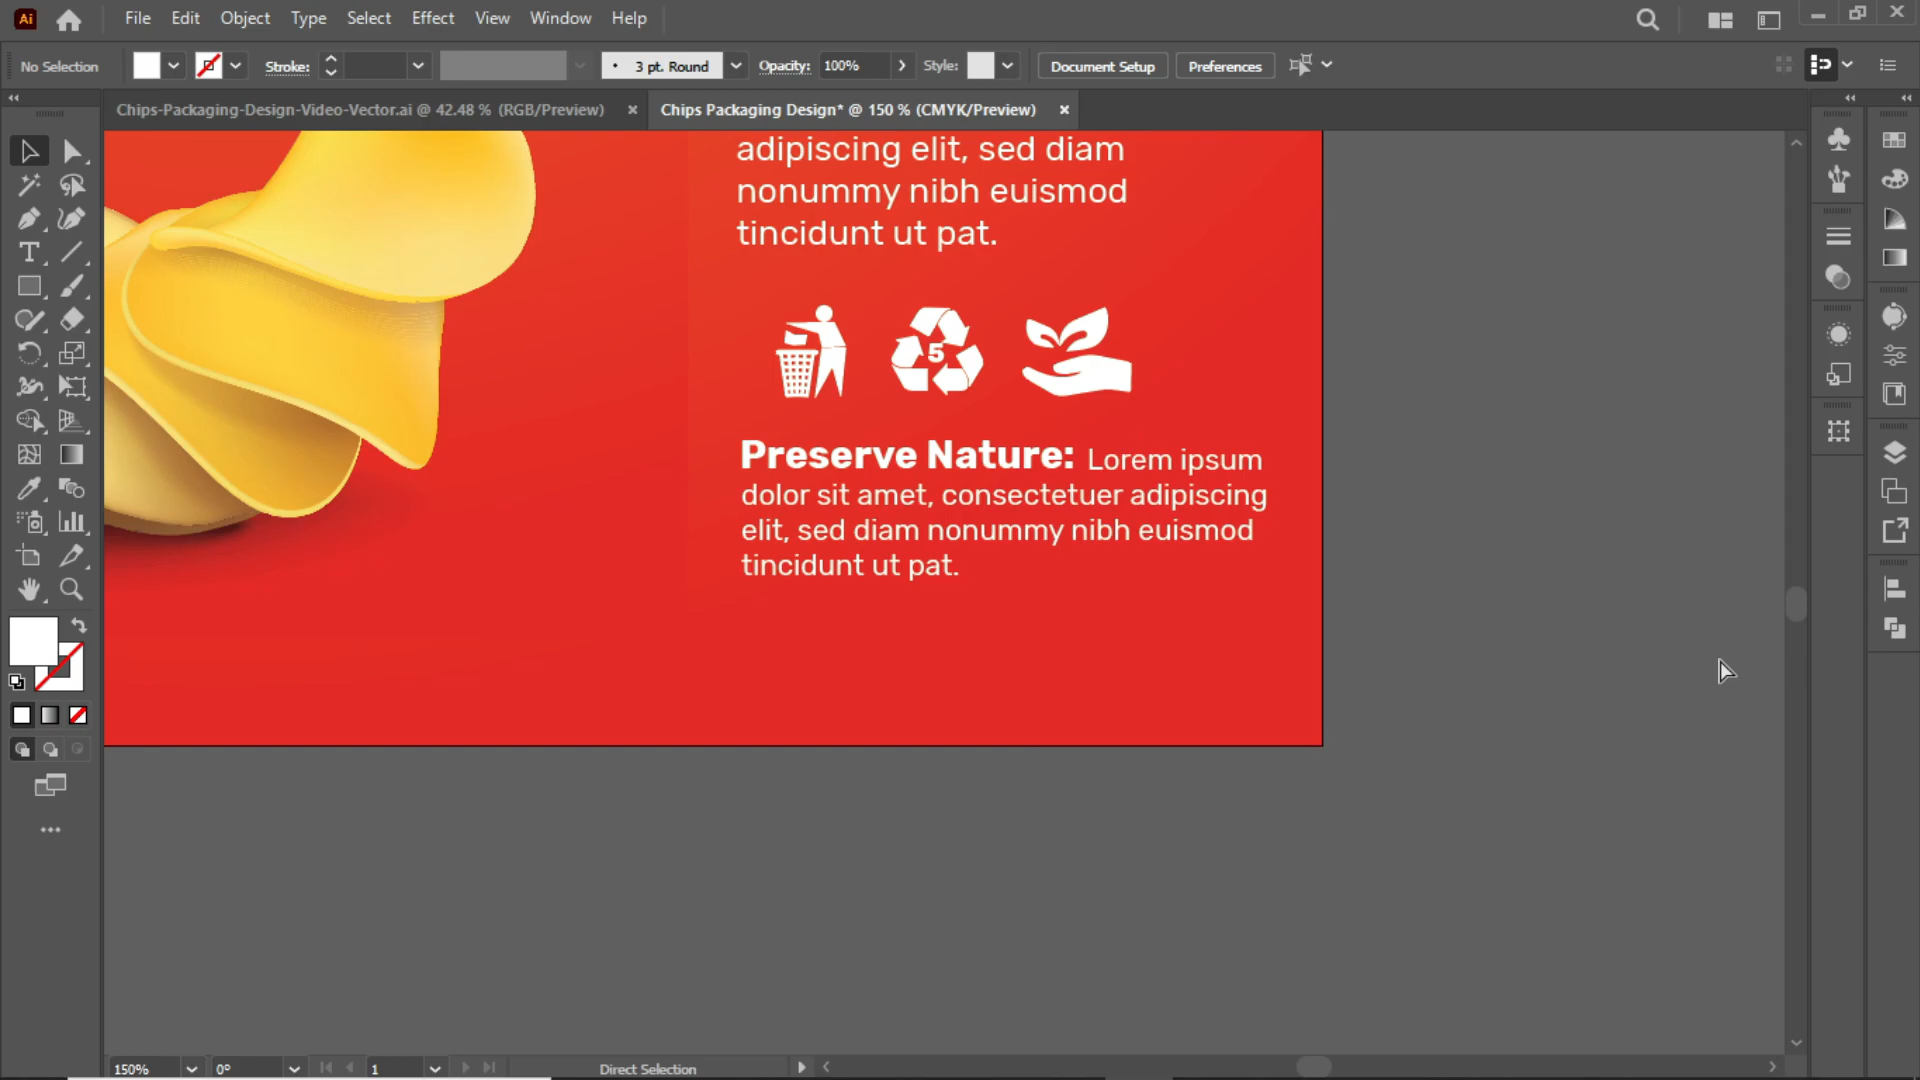 Ai
File Edit Object Type Select Effect View Window Help
No Selection Stroke: 3 pt. Round Opacity: 100% Style: Document Setup Preferences
Chips-Packaging-Design-Video-Vector.ai @ 42.48 % (RGB/Preview)
Chips Packaging Design* @ 150 % (CMYK/Preview)
adipiscing elit, sed diam
nonummy nibh euismod
tincidunt ut pat.
5
Preserve Nature: Lorem ipsum
dolor sit amet, consectetuer adipiscing
elit, sed diam nonummy nibh euismod
tincidunt ut pat.
150% 0° 1 Direct Selection